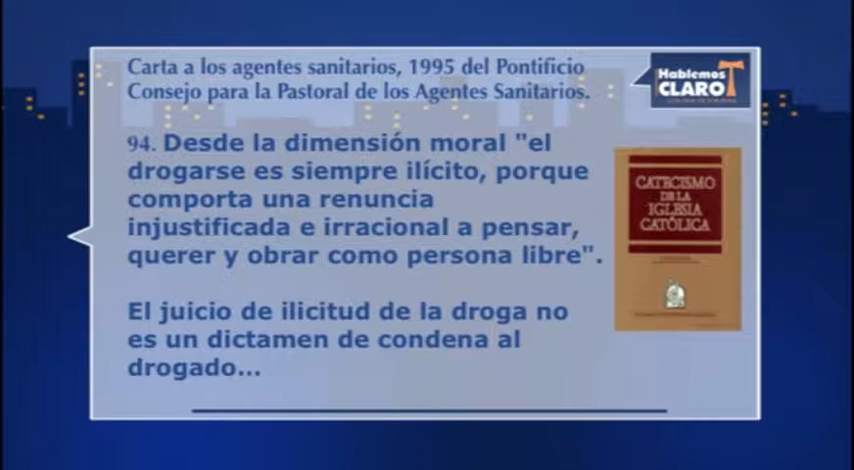 Carta a los agentes sanitarios, 1995 del Pontificio
Consejo para la Pastoral de los Agentes Sanitarios.
Hablemos
CLARO
94. Desde la dimensión moral "el
drogarse es siempre ilícito, porque
comporta una renuncia
injustificada e irracional a pensar,
querer y obrar como persona libre".
El juicio de ilicitud de la droga no
es un dictamen de condena al
drogado...
CATECISMO
DE LA
IGLESIA
CATÓLICA